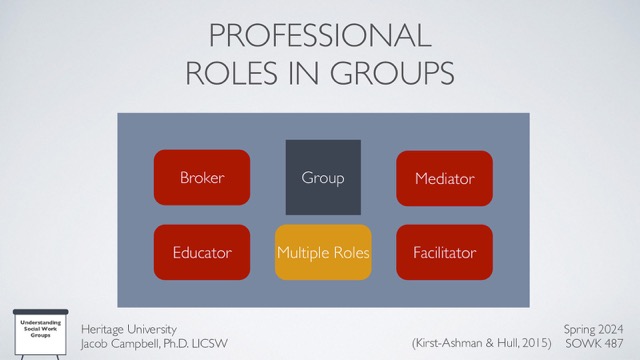 PROFESSIONAL
ROLES IN GROUPS
Broker
Group
Mediator
Educator
Multiple Roles
Facilitator
Understanding
Social Work
Groups
Heritage University
Jacob Campbell, Ph.D. LICSW
(Kirst-Ashman & Hull, 2015)
Spring 2024
SOWK 487